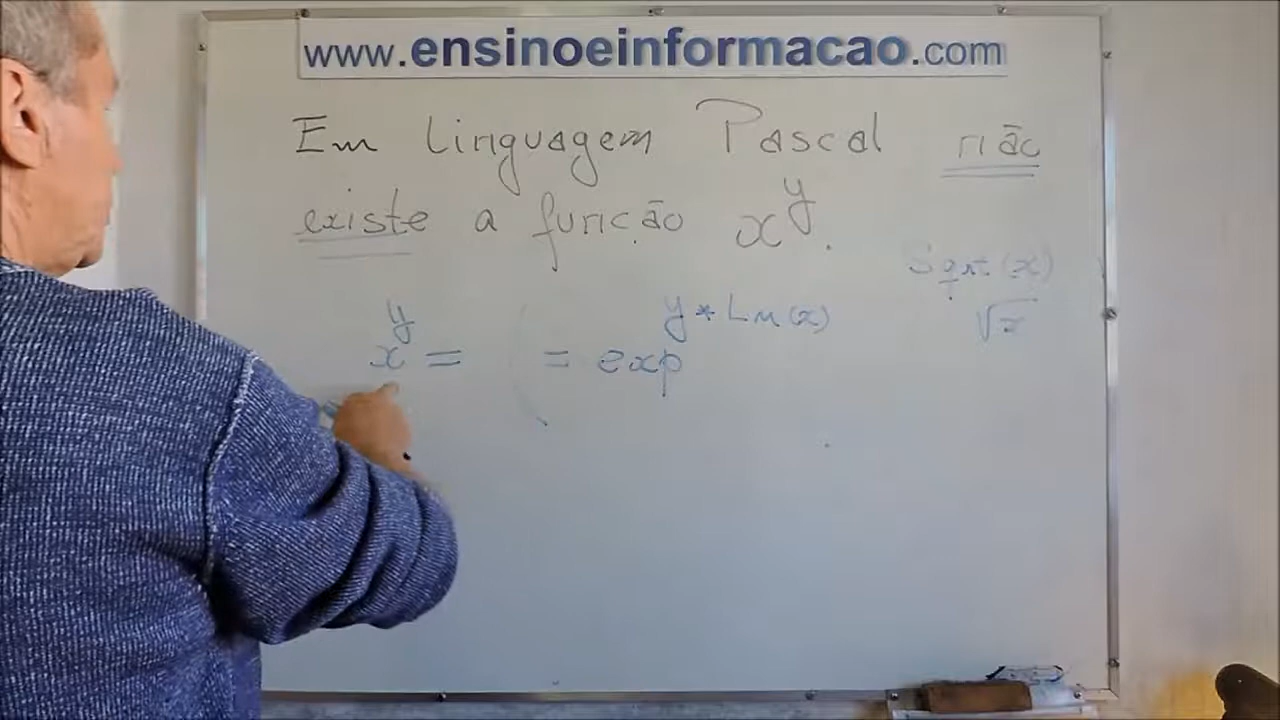 www.ensinoeinformacao.com
Em Linguagem Pascal não
existe a função x^y.
Sqrt(x)
√x
x^y = ( = exp^y*Ln(x)